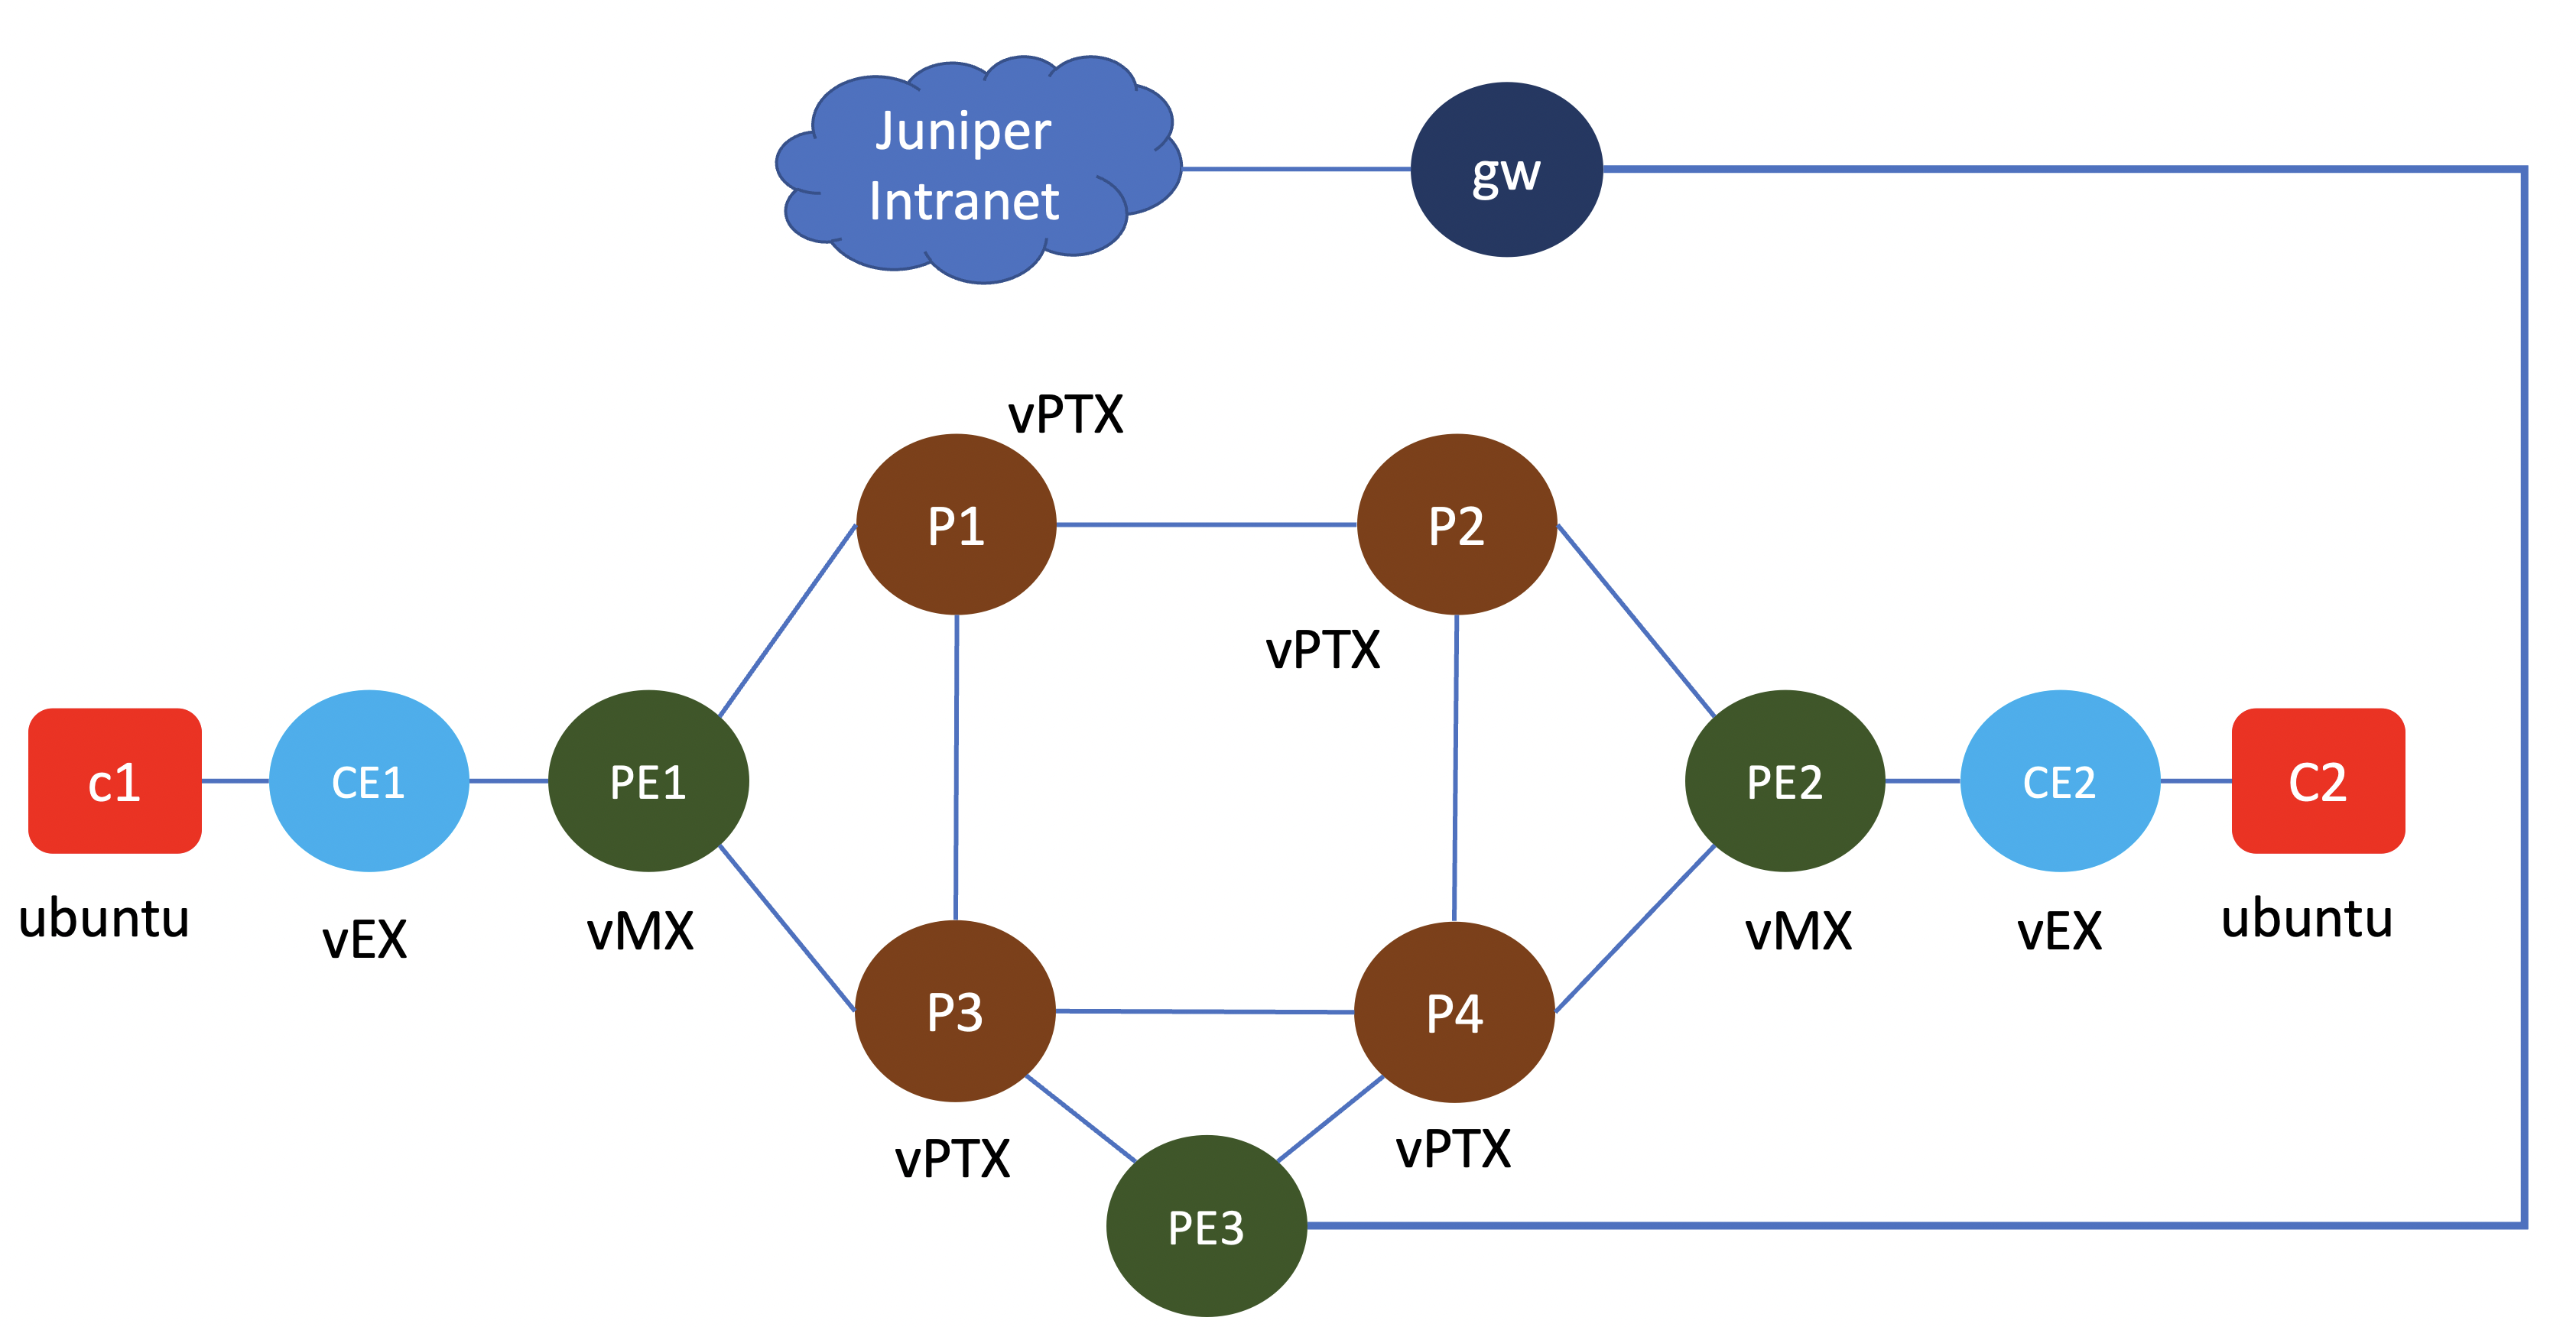 Juniper
Intranet
gw
vPTX
P1
P2
vPTX
c1
CE1
PE1
PE2
CE2
C2
ubuntu
vEX
vMX
vMX
vEX
ubuntu
P3
P4
vPTX
vPTX
PE3